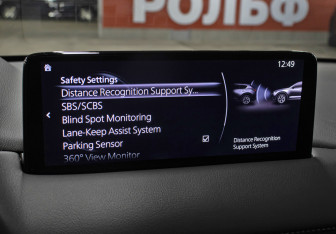 РОЛЬФ
12:49
Safety Settings
Distance Recognition Support Sy...
SBS/SCBS
Blind Spot Monitoring
Lane-Keep Assist System
Parking Sensor
360° View Monitor
Distance Recognition
Support System